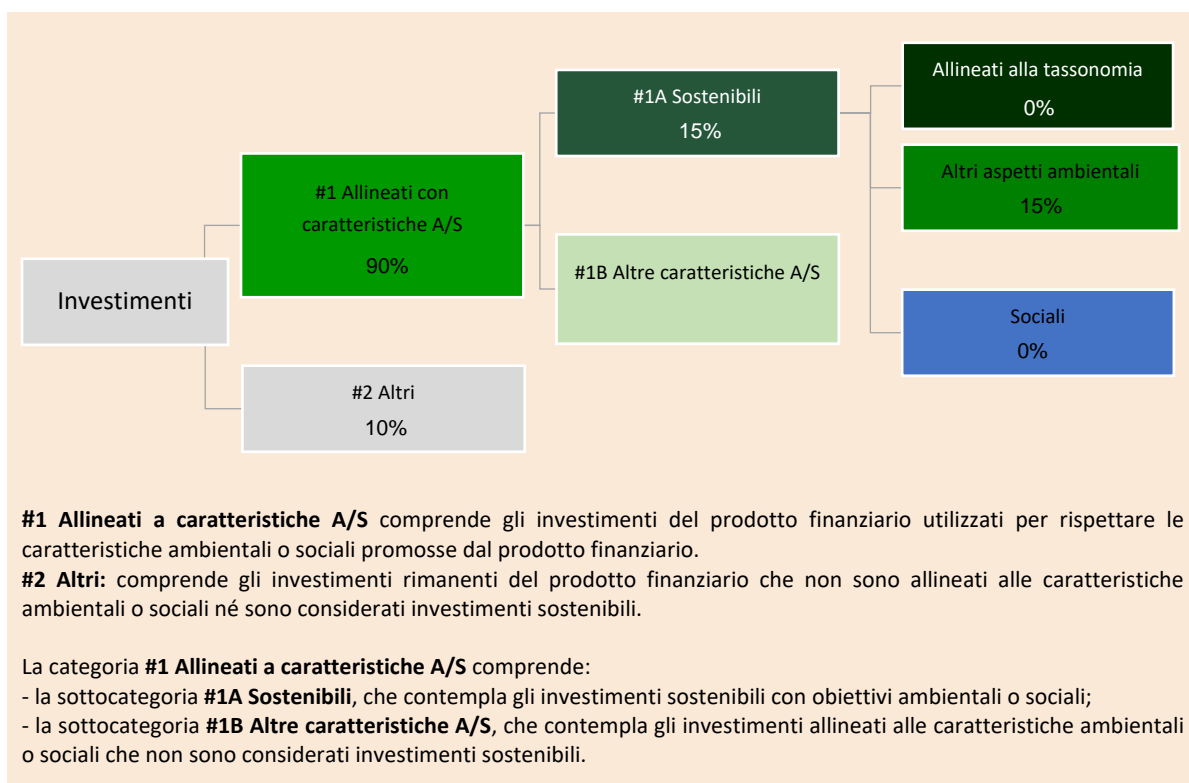 Investimenti
#1 Allineati con
caratteristiche A/S
90%
#2 Altri
10%
#1A Sostenibili
15%
#1B Altre caratteristiche A/S
Allineati alla tassonomia
0%
Altri aspetti ambientali
15%
Sociali
0%
#1 Allineati a caratteristiche A/S comprende gli investimenti del prodotto finanziario utilizzati per rispettare le
caratteristiche ambientali o sociali promosse dal prodotto finanziario.
#2 Altri: comprende gli investimenti rimanenti del prodotto finanziario che non sono allineati alle caratteristiche
ambientali o sociali né sono considerati investimenti sostenibili.
La categoria #1 Allineati a caratteristiche A/S comprende:
- la sottocategoria #1A Sostenibili, che contempla gli investimenti sostenibili con obiettivi ambientali o sociali;
- la sottocategoria #1B Altre caratteristiche A/S, che contempla gli investimenti allineati alle caratteristiche ambientali
o sociali che non sono considerati investimenti sostenibili.